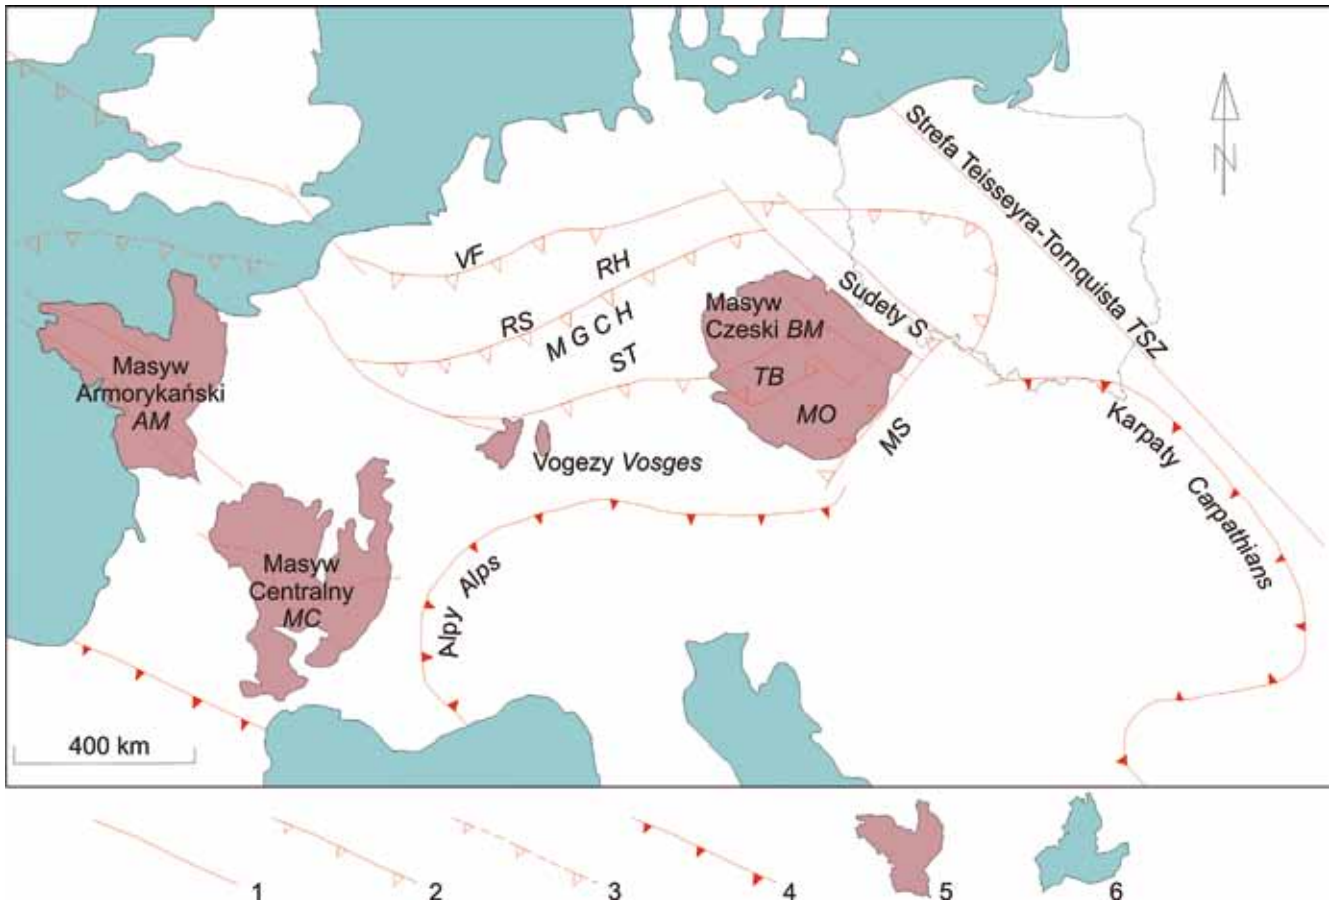 Strefa Teisseyra-Tornquista TSZ
N
VF
RH
RS
M G C H
ST
Sudety S
Masyw
Czeski BM
TB
MO
MS
Masyw
Armorykański
AM
Vogezy Vosges
Karpaty Carpathians
Masyw
Centralny
MC
Alpy Alps
400 km
1
2
3
4
5
6